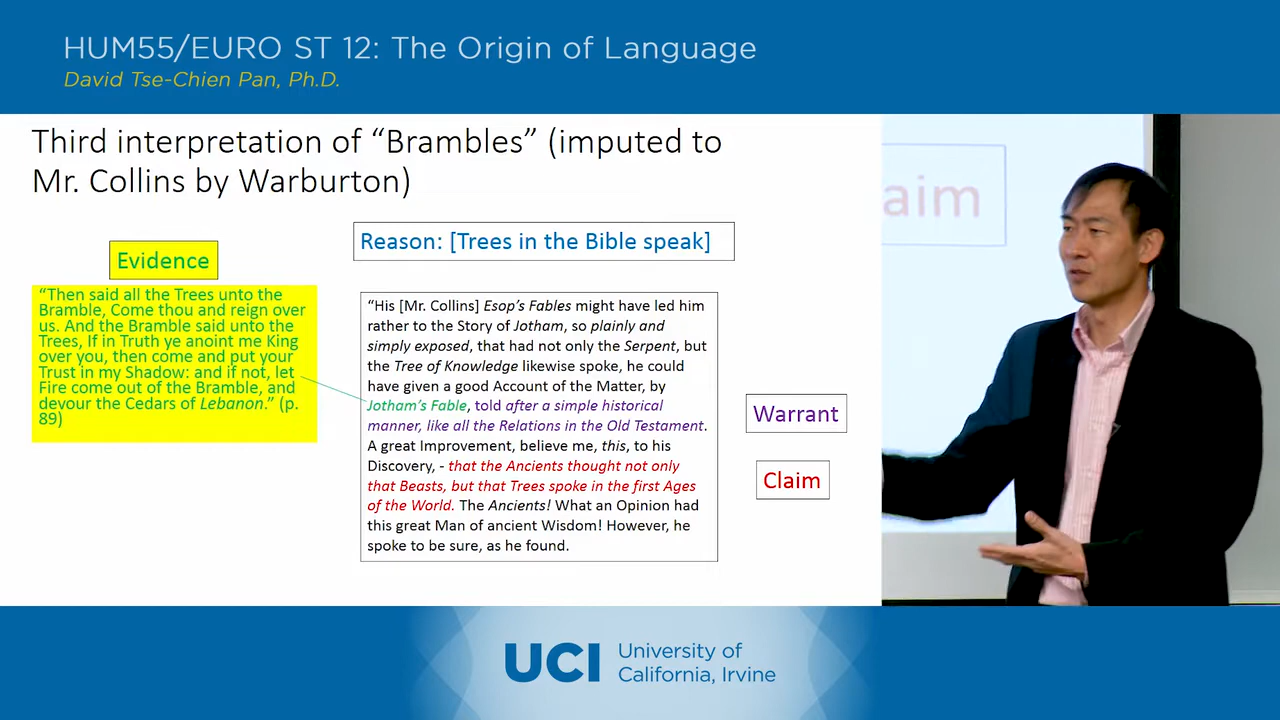 HUM55/EURO ST 12: The Origin of Language
David Tse-Chien Pan, Ph.D.
Third interpretation of “Brambles” (imputed to
Mr. Collins by Warburton)
Reason: [Trees in the Bible speak]
Evidence
“Then said all the Trees unto the
Bramble, Come thou and reign over
us. And the Bramble said unto the
Trees, If in Truth ye anoint me King
over you, then come and put your
Trust in my Shadow: and if not, let
Fire come out of the Bramble, and
devour the Cedars of Lebanon.” (p.
89)
“His [Mr. Collins] Esop’s Fables might have led him
rather to the Story of Jotham, so plainly and
simply exposed, that had not only the Serpent, but
the Tree of Knowledge likewise spoke, he could
have given a good Account of the Matter, by
Jotham’s Fable, told after a simple historical
manner, like all the Relations in the Old Testament.
A great Improvement, believe me, this, to his
Discovery, - that the Ancients thought not only
that Beasts, but that Trees spoke in the first Ages
of the World. The Ancients! What an Opinion had
this great Man of ancient Wisdom! However, he
spoke to be sure, as he found.
Warrant
Claim
aim
UCI
University of
California, Irvine